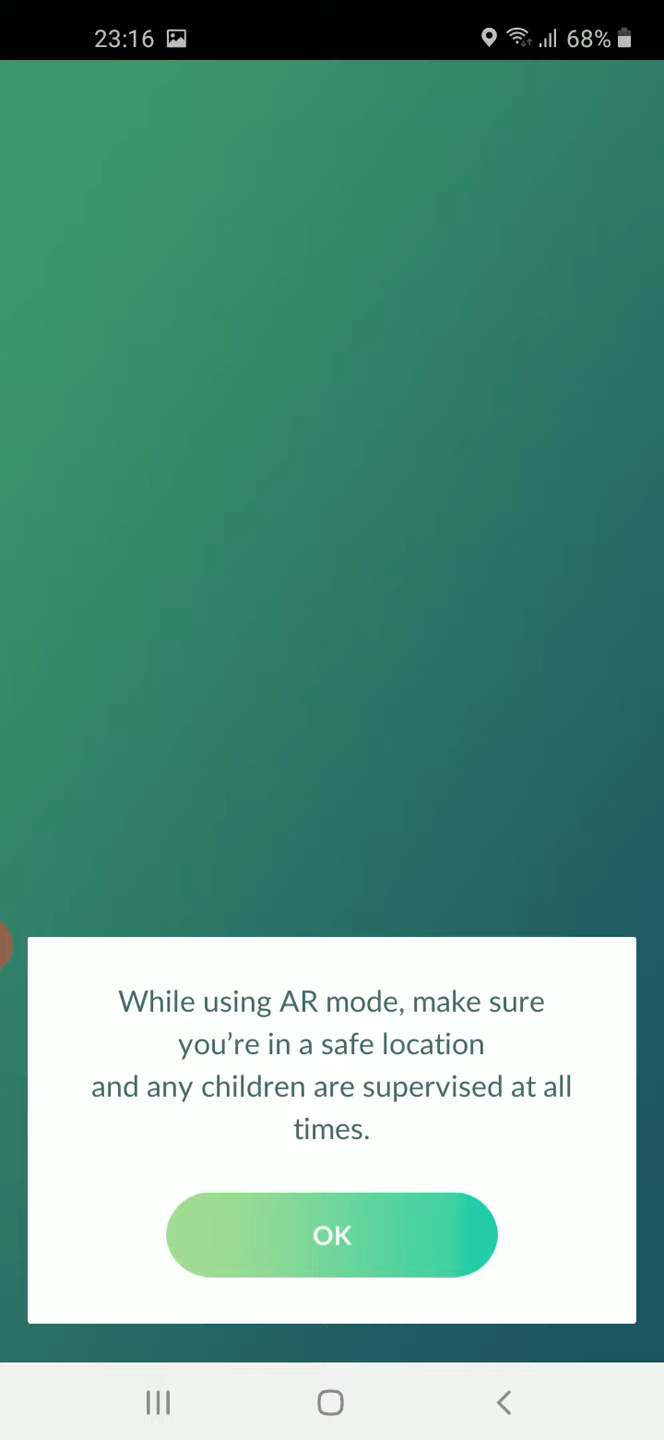 23:16
68%
While using AR mode, make sure
you’re in a safe location
and any children are supervised at all
times.
OK